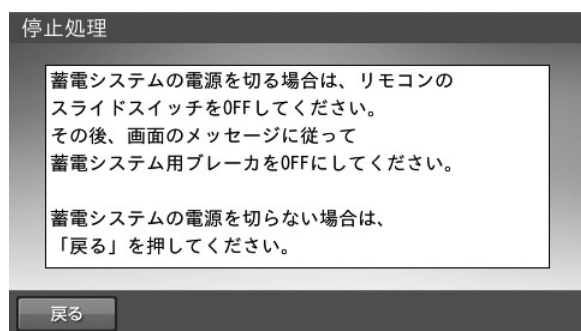 停止処理
蓄電システムの電源を切る場合は、リモコンの
スライドスイッチをOFFしてください。
その後、画面のメッセージに従って
蓄電システム用ブレーカをOFFにしてください。
蓄電システムの電源を切らない場合は、
「戻る」を押してください。
戻る